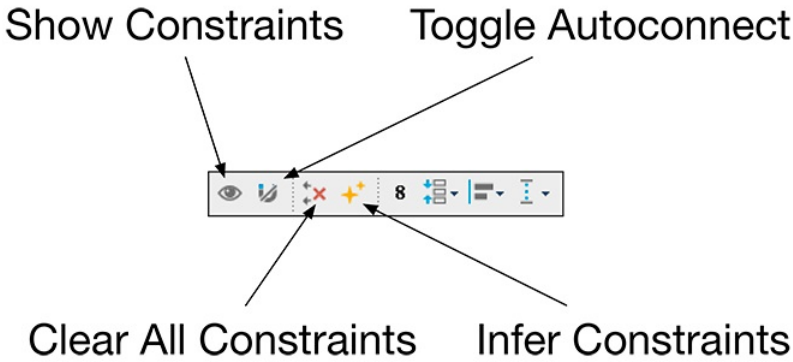 Show Constraints
Toggle Autoconnect
8
Clear All Constraints
Infer Constraints